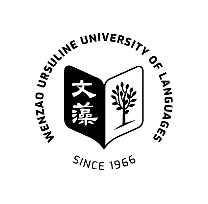 WENZAO URSULINE UNIVERSITY OF LANGUAGES
文藻
SINCE 1966